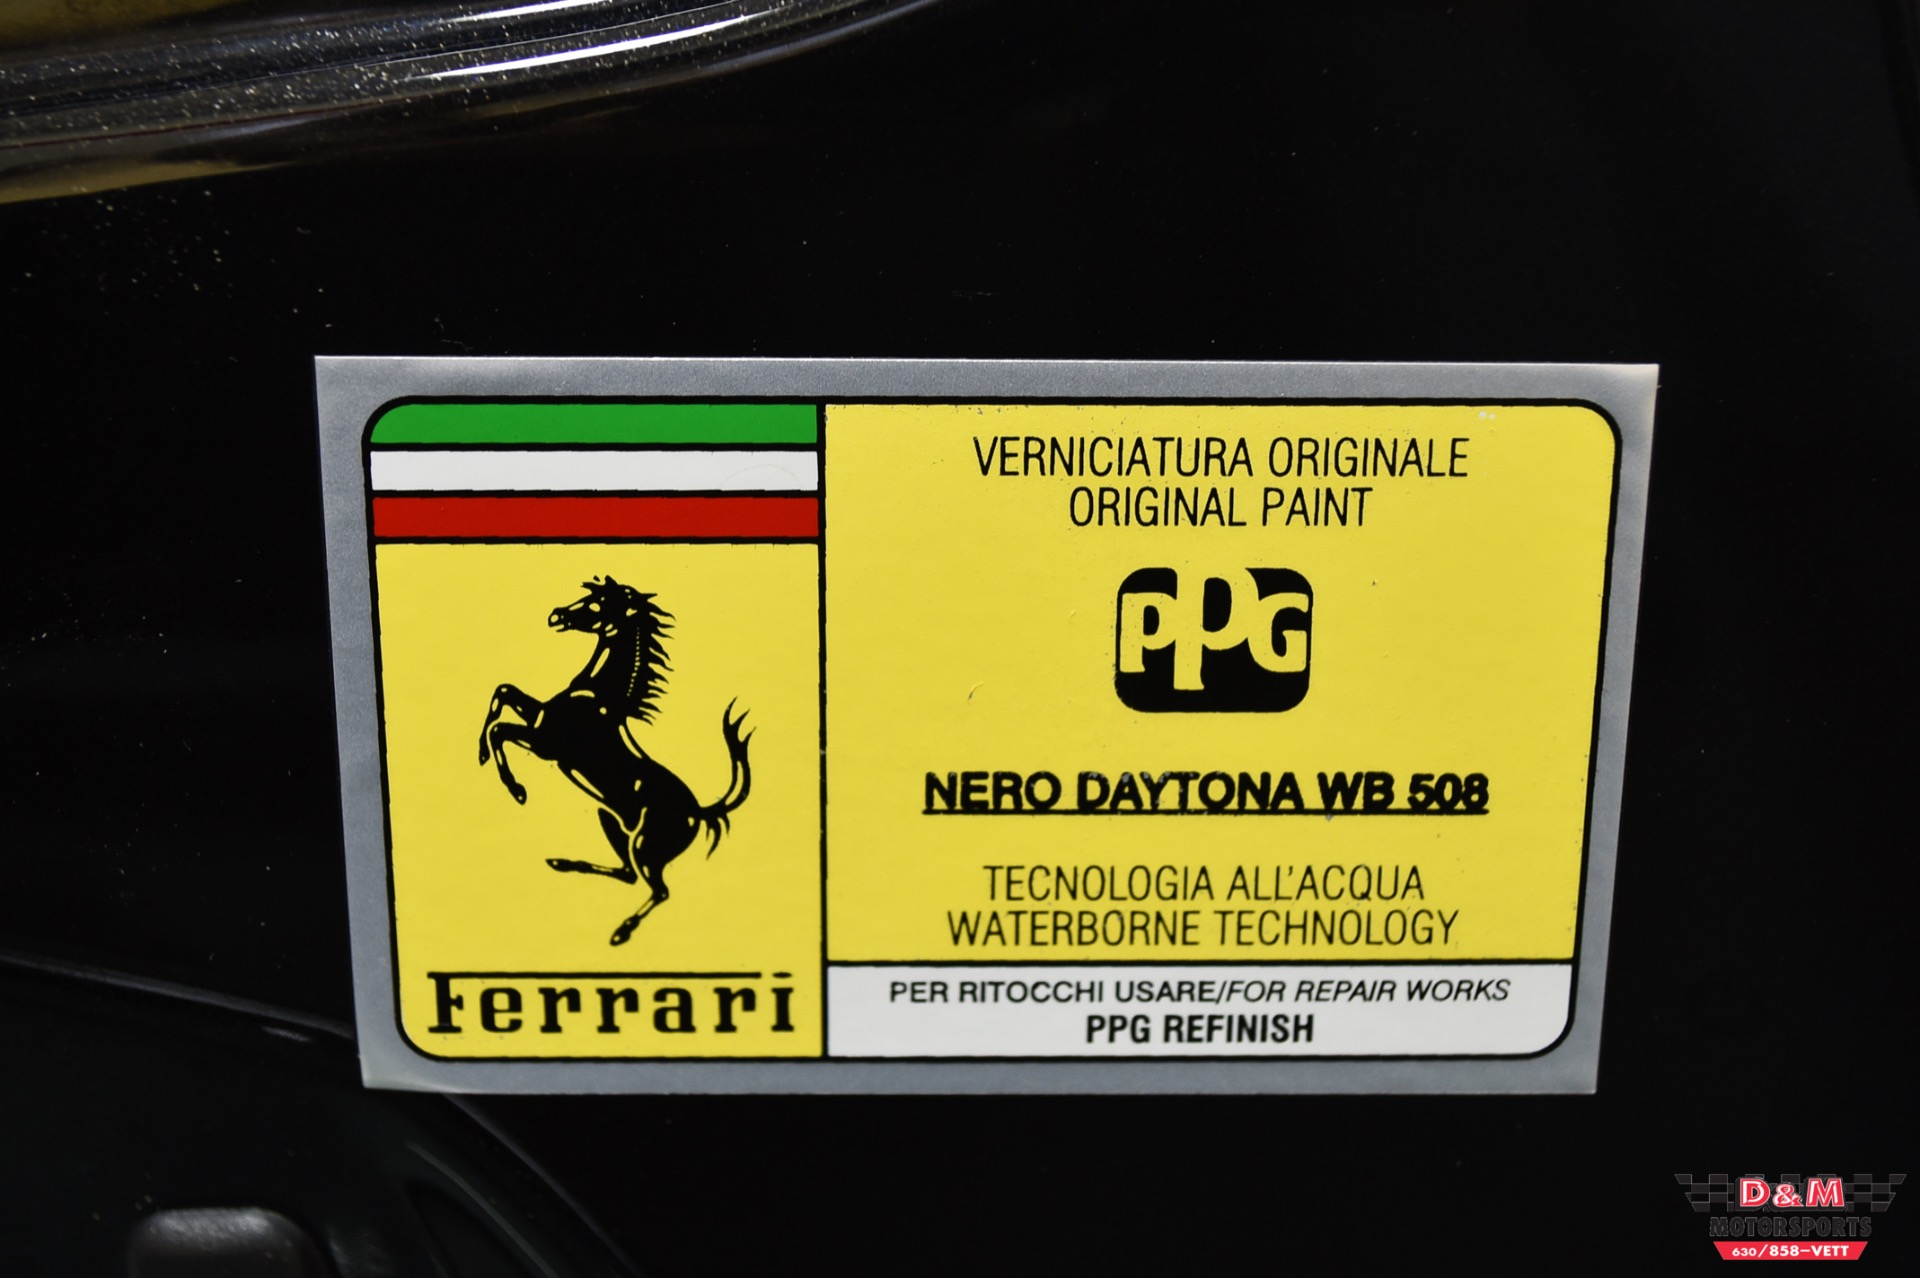 VERNICIATURA ORIGINALE
ORIGINAL PAINT
PPG
NERO DAYTONA WB 508
TECNOLOGIA ALL'ACQUA
WATERBORNE TECHNOLOGY
PER RITOCCHI USARE/FOR REPAIR WORKS
PPG REFINISH
Ferrari
D&M
MOTORSPORTS
630/858-VETT